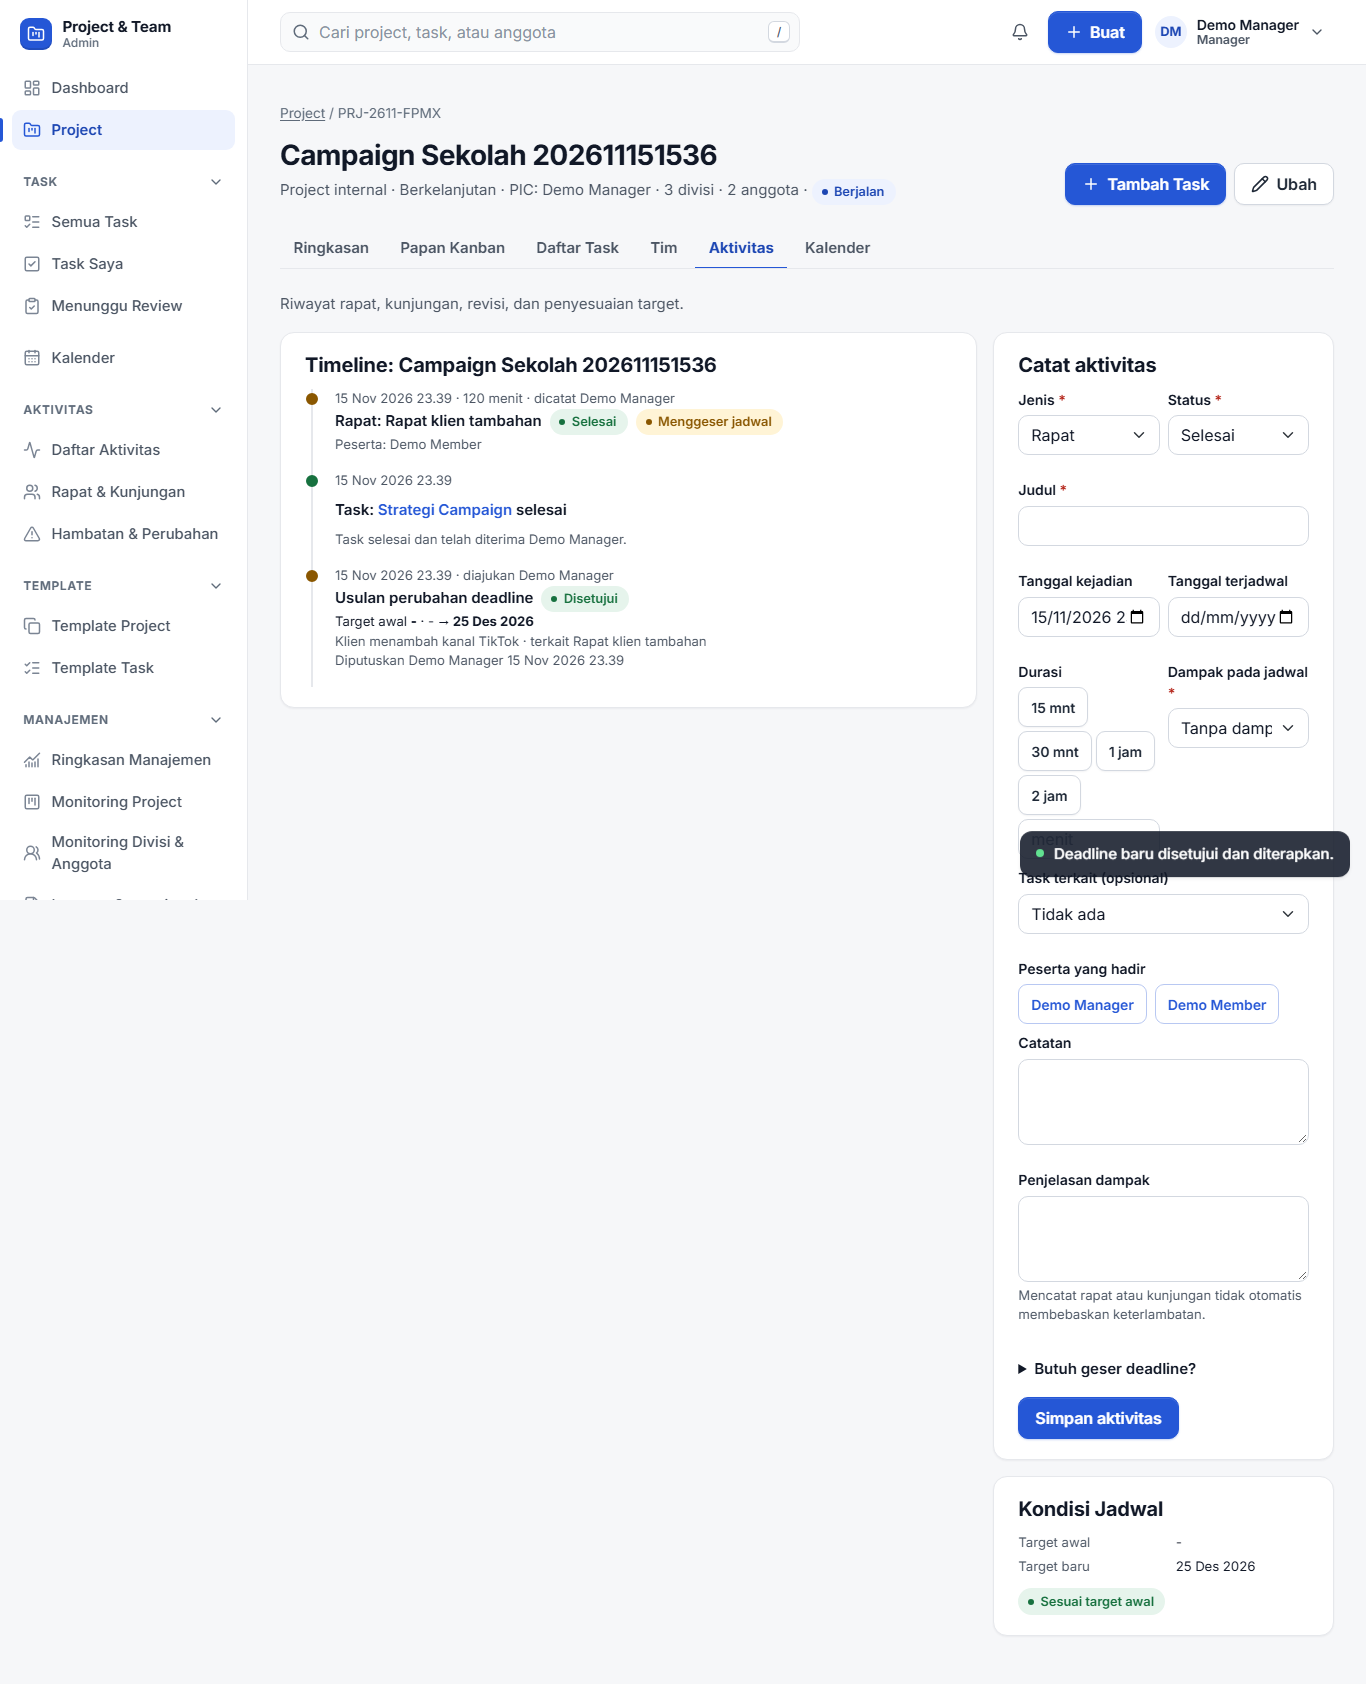 Project & Team
Admin
Dashboard
Project
TASK
Semua Task
Task Saya
Menunggu Review
Kalender
AKTIVITAS
Daftar Aktivitas
Rapat & Kunjungan
Hambatan & Perubahan
TEMPLATE
Template Project
Template Task
MANAJEMEN
Ringkasan Manajemen
Monitoring Project
Monitoring Divisi &
Anggota
Cari project, task, atau anggota
/
Buat
DM
Demo Manager
Manager
Project / PRJ-2611-FPMX
Campaign Sekolah 202611151536
Project internal · Berkelanjutan · PIC: Demo Manager · 3 divisi · 2 anggota · Berjalan
Tambah Task
Ubah
Ringkasan
Papan Kanban
Daftar Task
Tim
Aktivitas
Kalender
Riwayat rapat, kunjungan, revisi, dan penyesuaian target.
Timeline: Campaign Sekolah 202611151536
15 Nov 2026 23.39 · 120 menit · dicatat Demo Manager
Rapat: Rapat klien tambahan Selesai Menggeser jadwal
Peserta: Demo Member
15 Nov 2026 23.39
Task: Strategi Campaign selesai
Task selesai dan telah diterima Demo Manager.
15 Nov 2026 23.39 · diajukan Demo Manager
Usulan perubahan deadline Disetujui
Target awal - · - → 25 Des 2026
Klien menambah kanal TikTok · terkait Rapat klien tambahan
Diputuskan Demo Manager 15 Nov 2026 23.39
Catat aktivitas
Jenis * Status *
Rapat Selesai
Judul *
Tanggal kejadian Tanggal terjadwal
15/11/2026 2 dd/mm/yyyy
Durasi
15 mnt
30 mnt 1 jam
2 jam
menit
Dampak pada jadwal
*
Tanpa damp
Deadline baru disetujui dan diterapkan.
Task terkait (opsional)
Tidak ada
Peserta yang hadir
Demo Manager Demo Member
Catatan
Penjelasan dampak
Mencatat rapat atau kunjungan tidak otomatis
membebaskan keterlambatan.
Butuh geser deadline?
Simpan aktivitas
Kondisi Jadwal
Target awal -
Target baru 25 Des 2026
Sesuai target awal